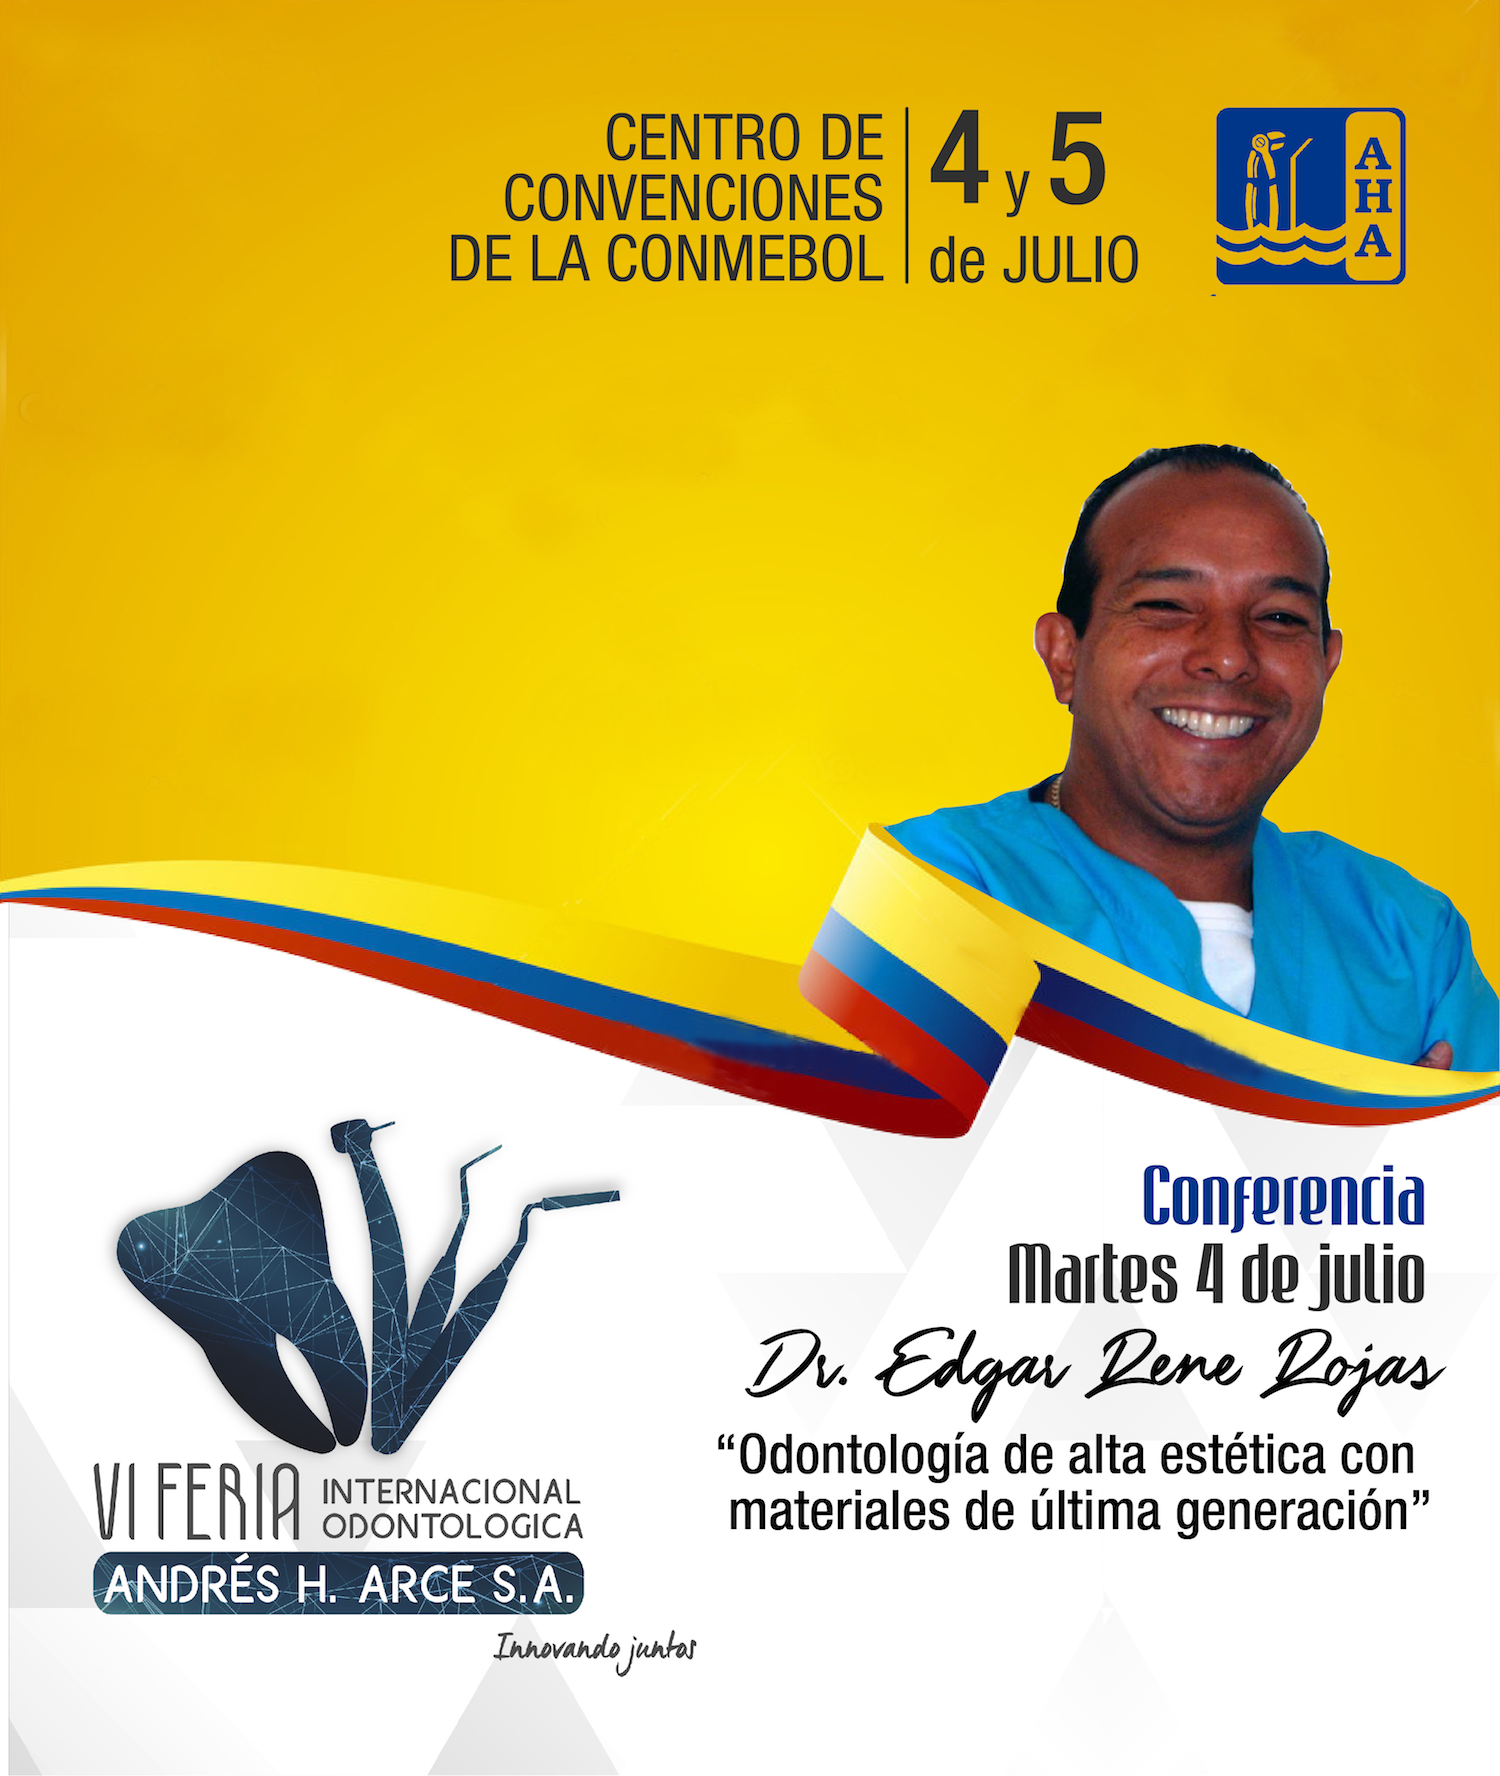 CENTRO DE
CONVENCIONES
DE LA CONMEBOL
4 y 5
de JULIO
AHA
Conferencia
Martes 4 de julio
Dr. Edgar Rene Rojas
“Odontología de alta estética con
materiales de última generación”
VI FERIA INTERNACIONAL
ODONTOLOGICA
ANDRÉS H. ARCE S.A.
Innovando juntos